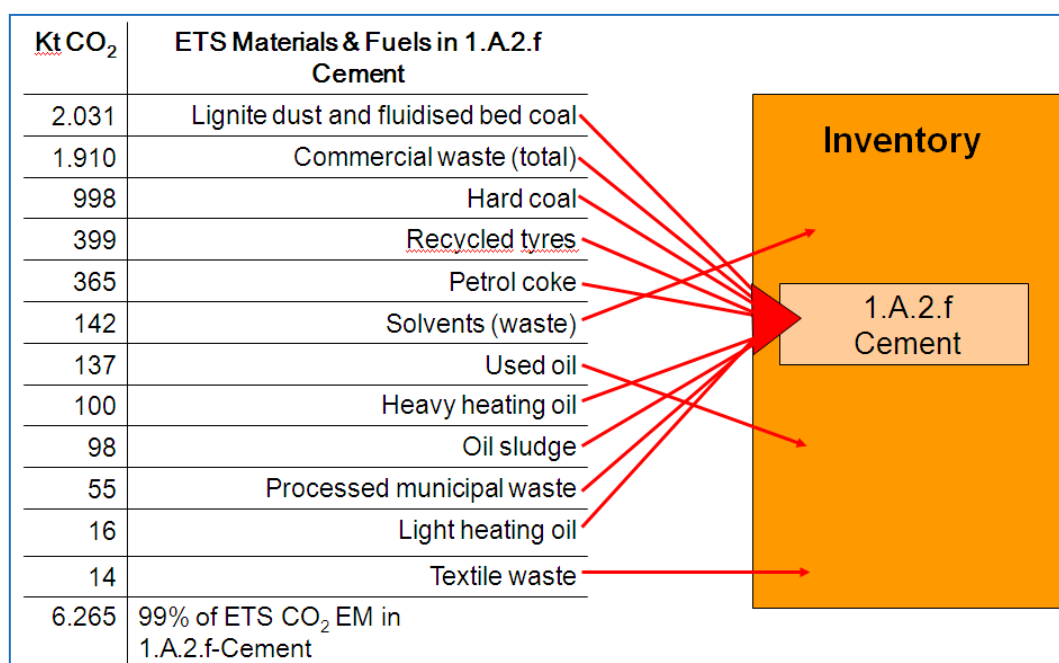 Kt CO₂ ETS Materials & Fuels in 1.A.2.f
Cement
2.031 Lignite dust and fluidised bed coal
1.910 Commercial waste (total)
998 Hard coal
399 Recycled tyres
365 Petrol coke
142 Solvents (waste)
137 Used oil
100 Heavy heating oil
98 Oil sludge
55 Processed municipal waste
16 Light heating oil
14 Textile waste
6.265 99% of ETS CO₂ EM in
1.A.2.f-Cement
Inventory
1.A.2.f
Cement